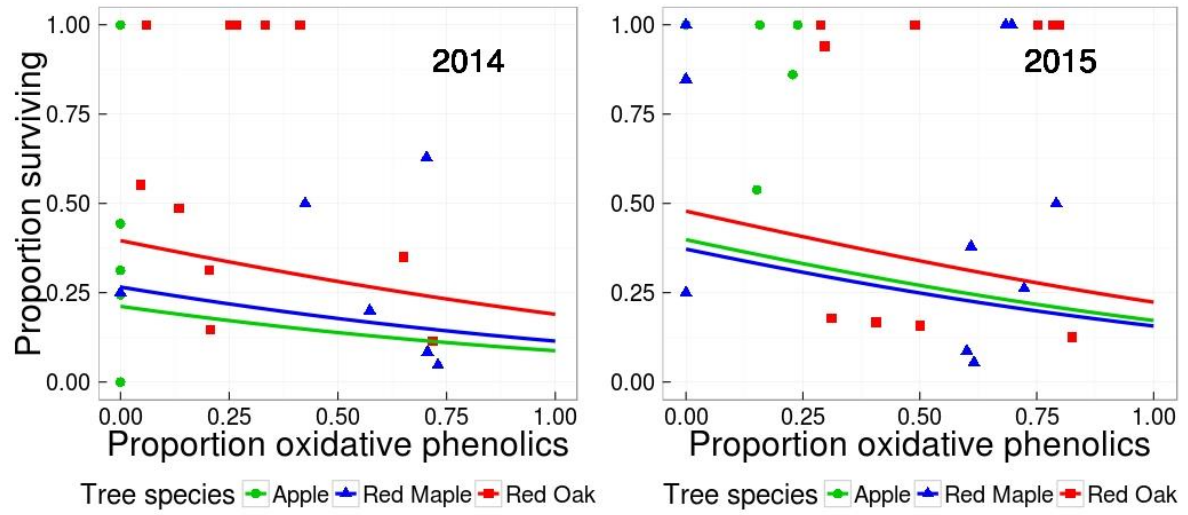 Proportion surviving
1.00
0.75
0.50
0.25
0.00
2014
0.00 0.25 0.50 0.75 1.00
Proportion oxidative phenolics
Tree species Apple Red Maple Red Oak
1.00
0.75
0.50
0.25
0.00
2015
0.00 0.25 0.50 0.75 1.00
Proportion oxidative phenolics
Tree species Apple Red Maple Red Oak